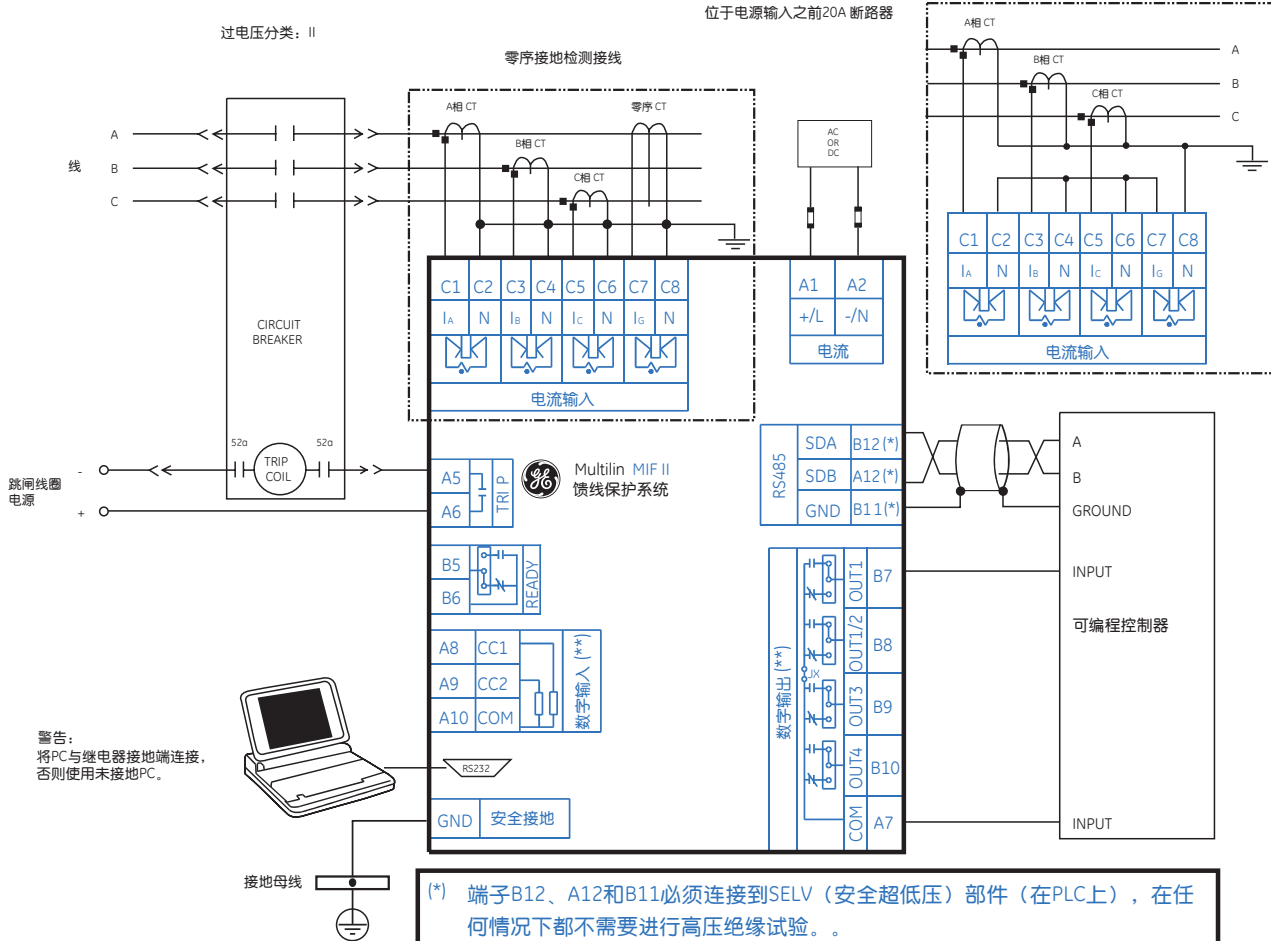 过电压分类：II
位于电源输入之前20A 断路器
零序接地检测接线
A相 CT
B相 CT
C相 CT
零序 CT
A
B
C
线
CIRCUIT
BREAKER
AC
OR
DC
A相 CT
B相 CT
C相 CT
A
B
C
C1 C2 C3 C4 C5 C6 C7 C8
IA N IB N IC N IG N
电流输入
C1 C2 C3 C4 C5 C6 C7 C8
IA N IB N IC N IG N
电流输入
A1 A2
+/L -/N
电流
52a
TRIP
COIL
52a
跳闸线圈
电源
-
+
A5
A6
TRI P
Multilin MIF II
馈线保护系统
RS485
SDA B12 (*)
SDB A12 (*)
GND B11(*)
A
B
GROUND
INPUT
可编程控制器
INPUT
B5
B6
READY
A8 CC1
A9 CC2
A10 COM
数字输入 (**)
数字输出 (**)
JX
OUT1 B7
OUT1/2 B8
OUT3 B9
OUT4 B10
COM A7
RS232
警告：
将PC与继电器接地端连接，
否则使用未接地PC。
GND 安全接地
接地母线
(*) 端子B12、A12和B11必须连接到SELV（安全超低压）部件（在PLC上），在任
何情况下都不需要进行高压绝缘试验。。